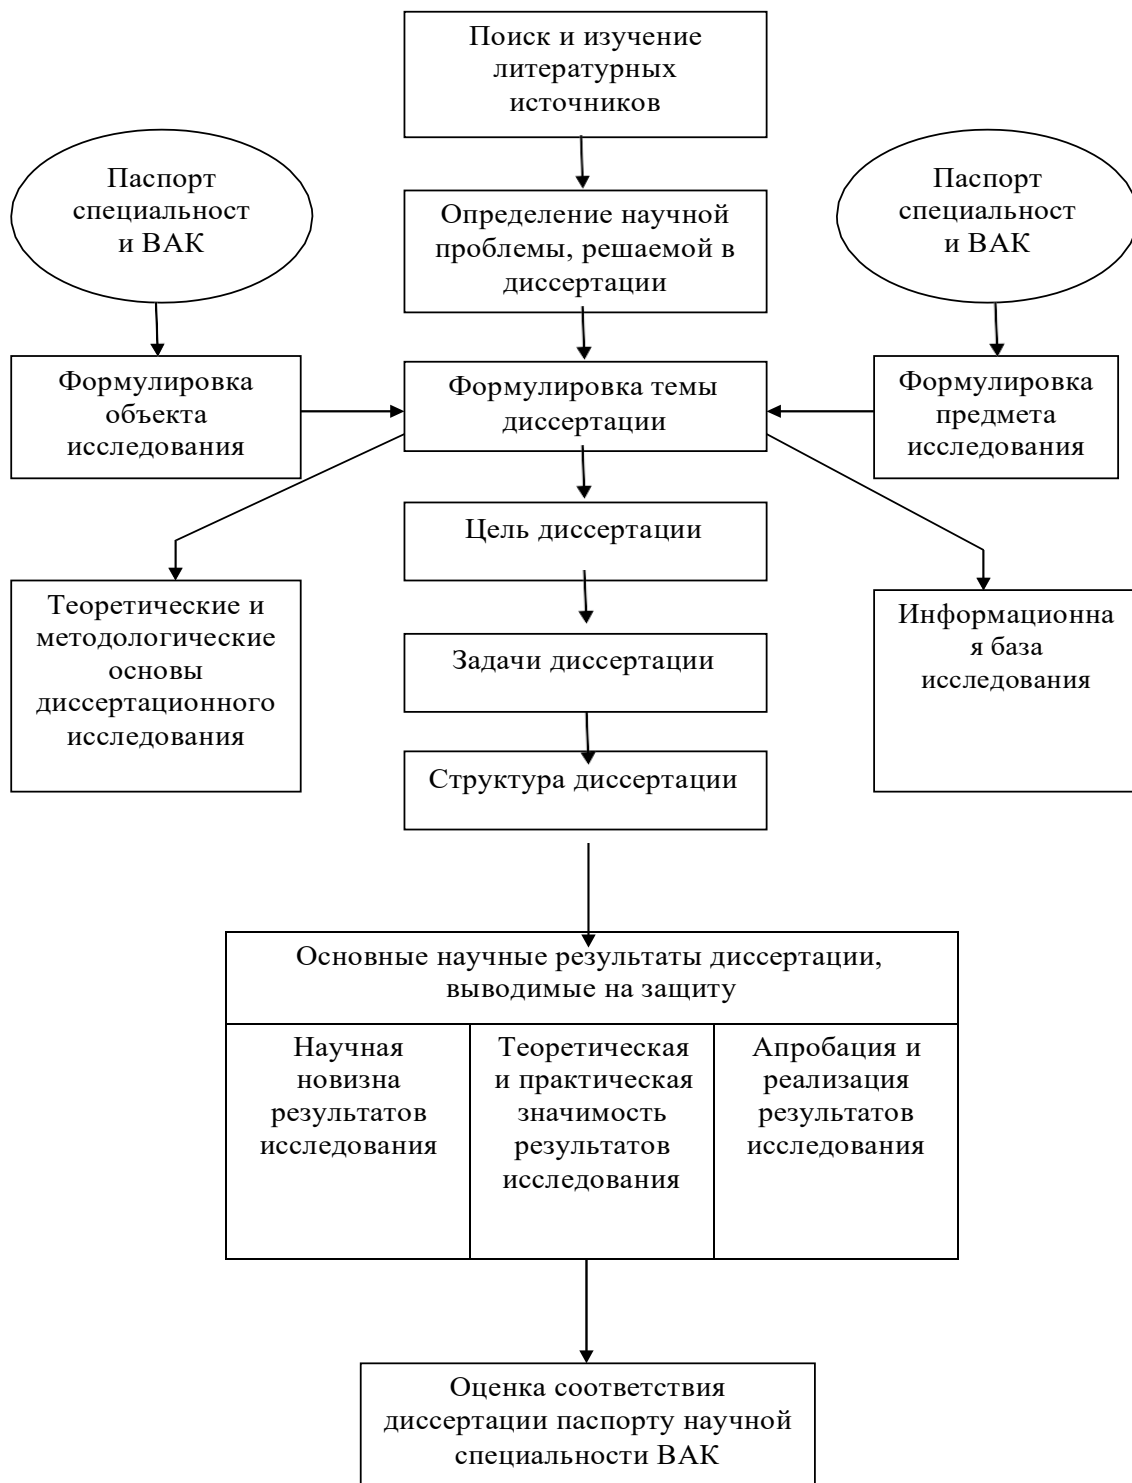 Поиск и изучение
литературных
источников
Паспорт
специальност
и ВАК
Определение научной
проблемы, решаемой в
диссертации
Паспорт
специальност
и ВАК
Формулировка
объекта
исследования
Формулировка темы
диссертации
Формулировка
предмета
исследования
Цель диссертации
Теоретические и
методологические
основы
диссертационного
исследования
Задачи диссертации
Информационна
я база
исследования
Структура диссертации
Основные научные результаты диссертации,
выводимые на защиту
Научная
новизна
результатов
исследования
Теоретическая
и практическая
значимость
результатов
исследования
Апробация и
реализация
результатов
исследования
Оценка соответствия
диссертации паспорту научной
специальности ВАК